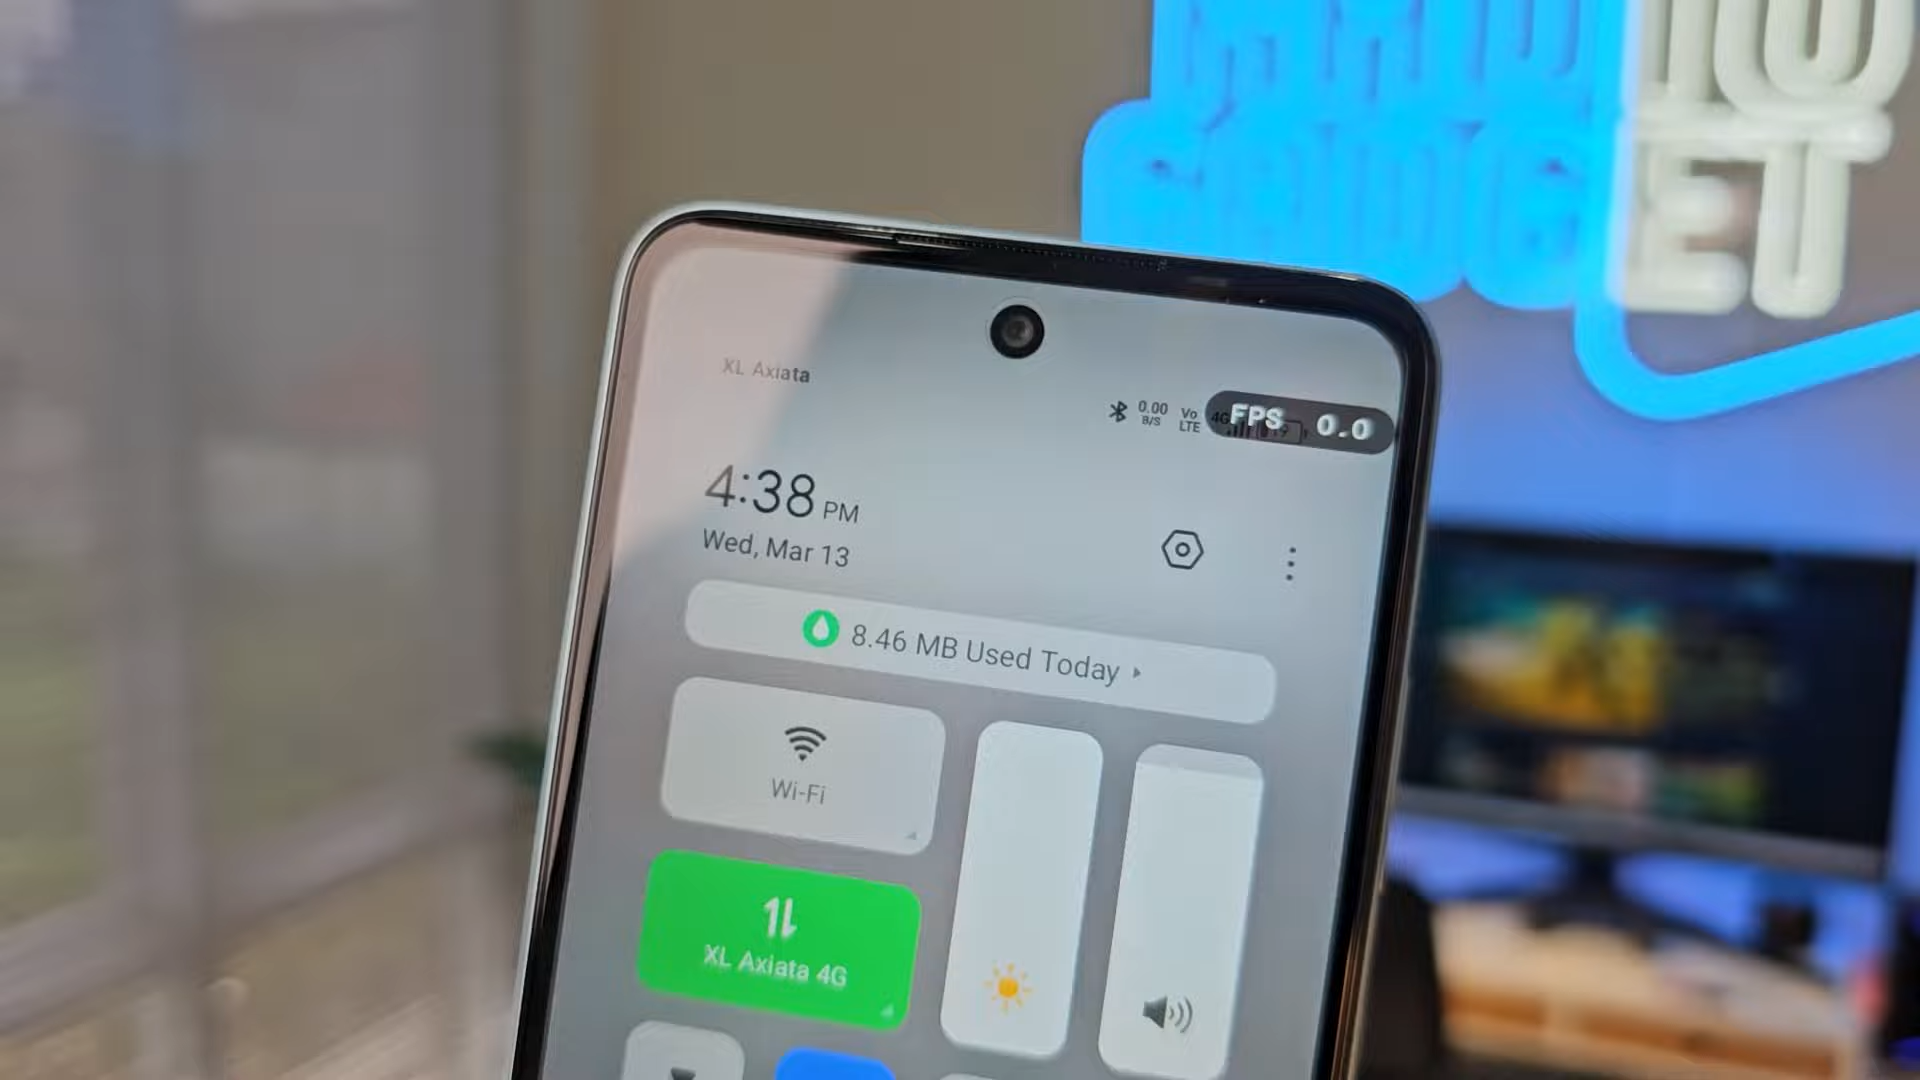 ET
XL Axiata
0.00
B/S
Vo
LTE
4G
FPS 0.0
4:38 PM
Wed, Mar 13
8.46 MB Used Today
Wi-Fi
XL Axiata 4G